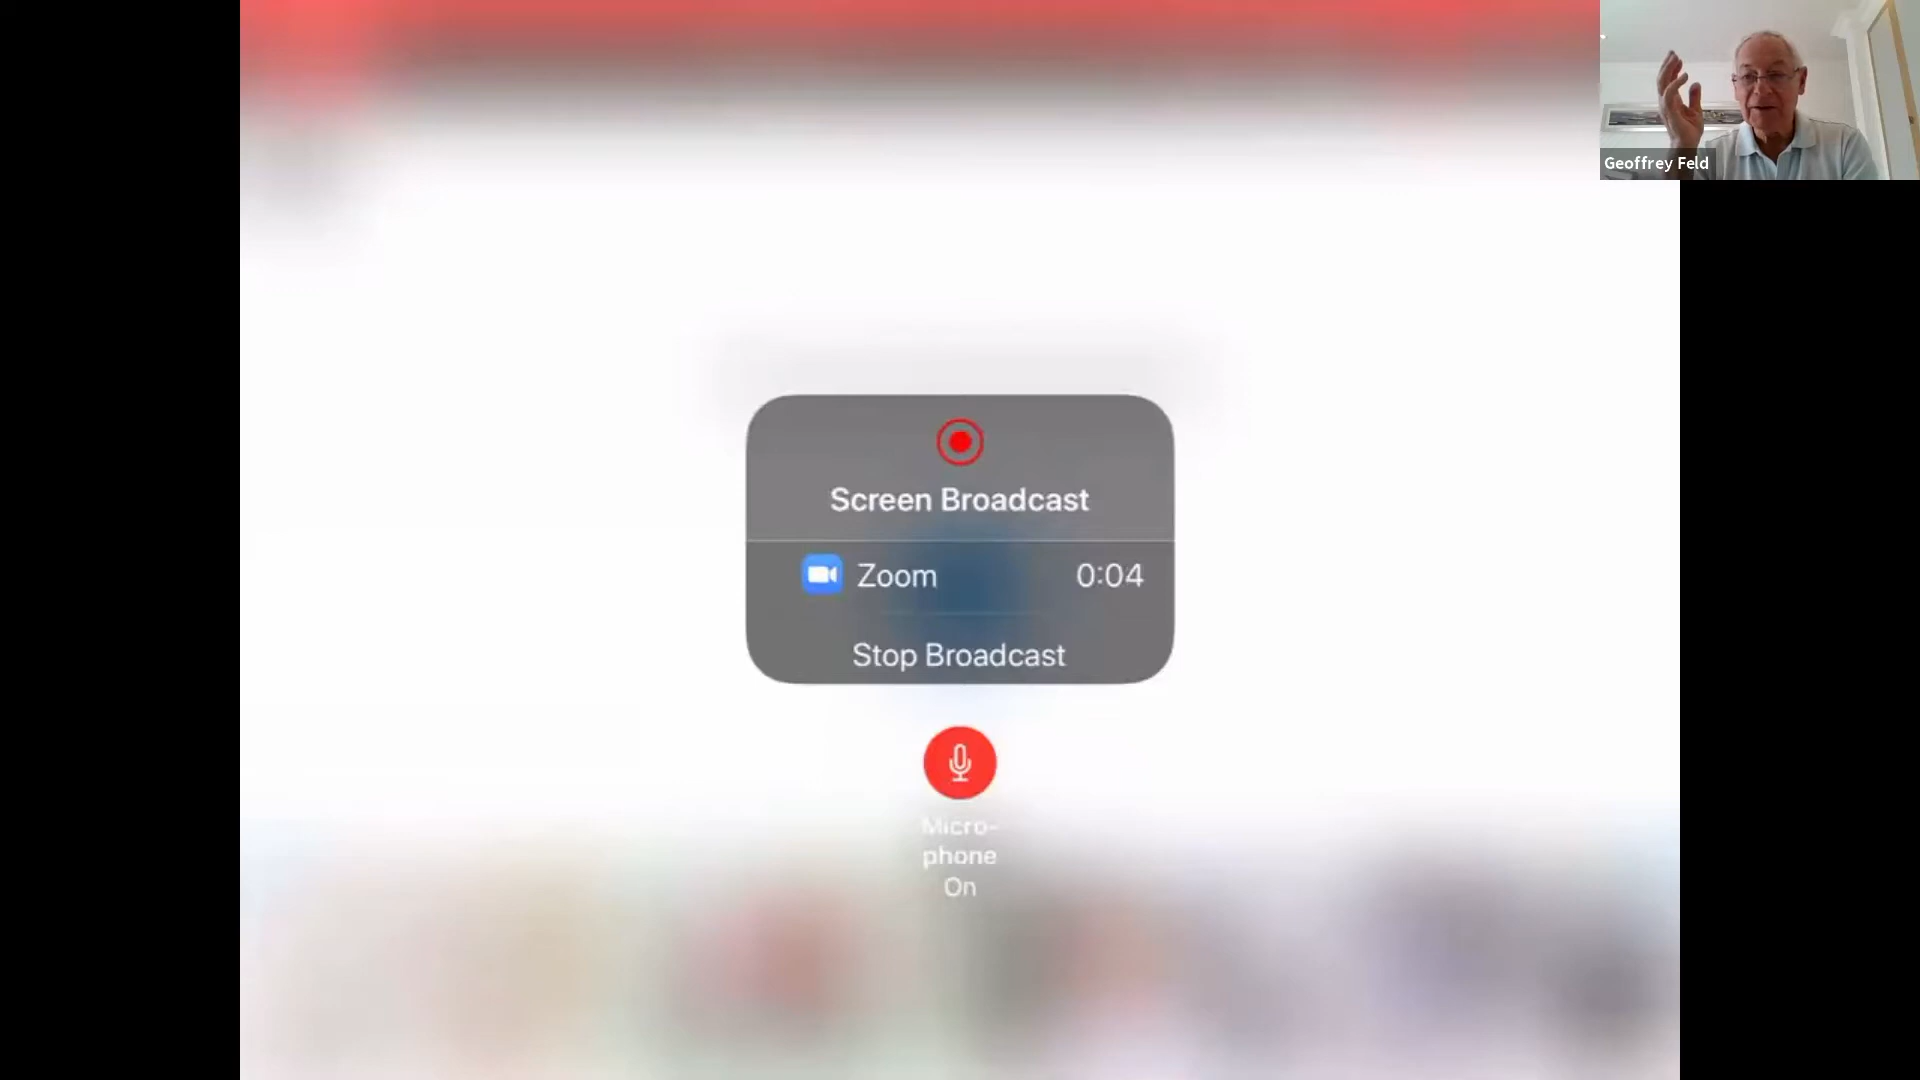 Geoffrey Feld
Screen Broadcast
Zoom 0:04
Stop Broadcast
Micro-
phone
On